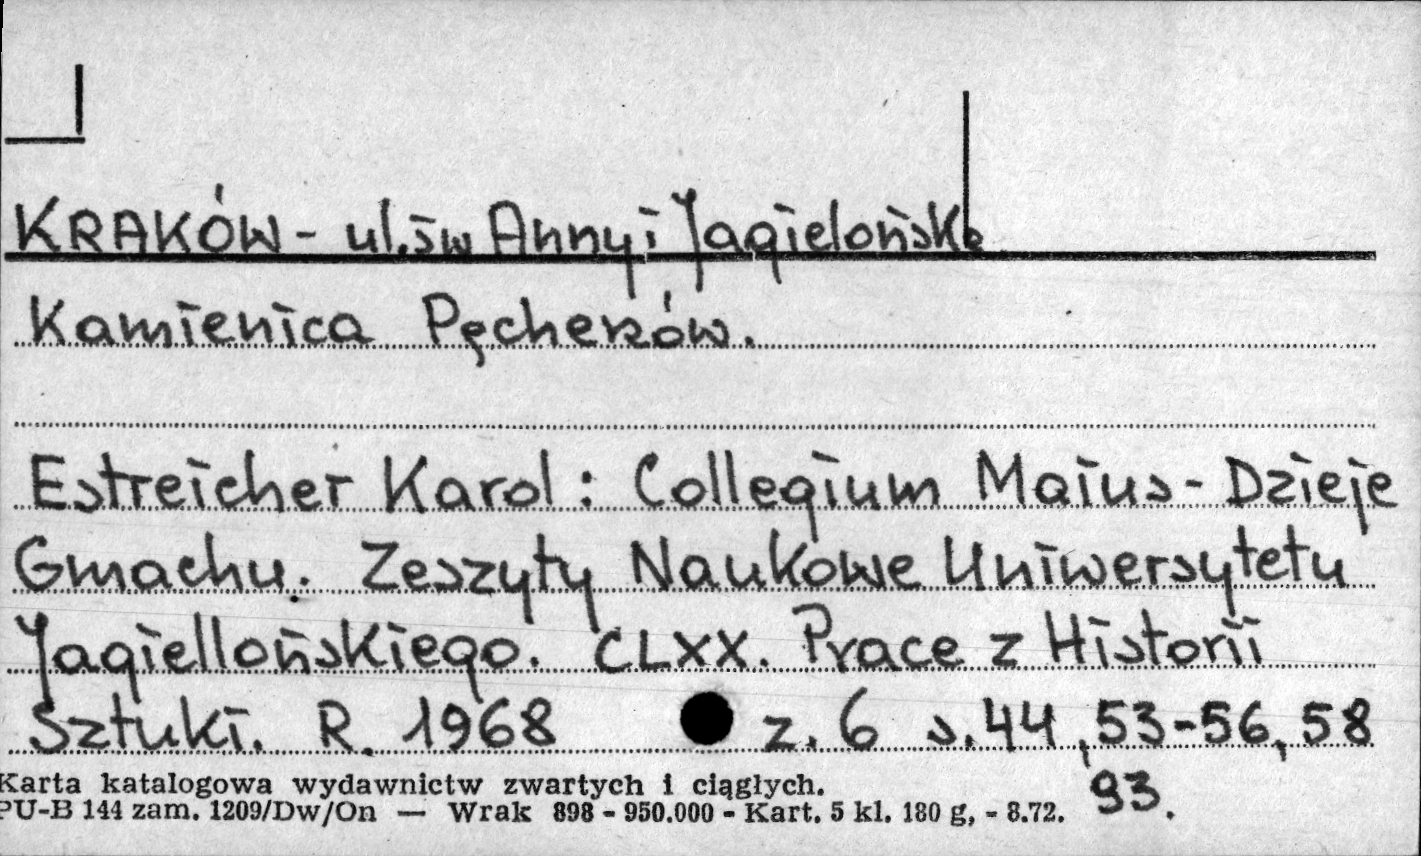 KRAKÓW - ul. św Anny i Jagielońska
Kamienica Pęcherzów.
Estreicher Karol: Collegium Maius - Dzieje
Gmachu. Zeszyty Naukowe Uniwersytetu
Jagiellońskiego. CLXX. Prace z Historii
Sztuki. R. 1968 z. 6 s. 44, 53-56, 58
93.
Karta katalogowa wydawnictw zwartych i ciągłych.
PU-B 144 zam. 1209/Dw/On — Wrak 898 - 950.000 - Kart. 5 kl. 180 g, - 8.72.